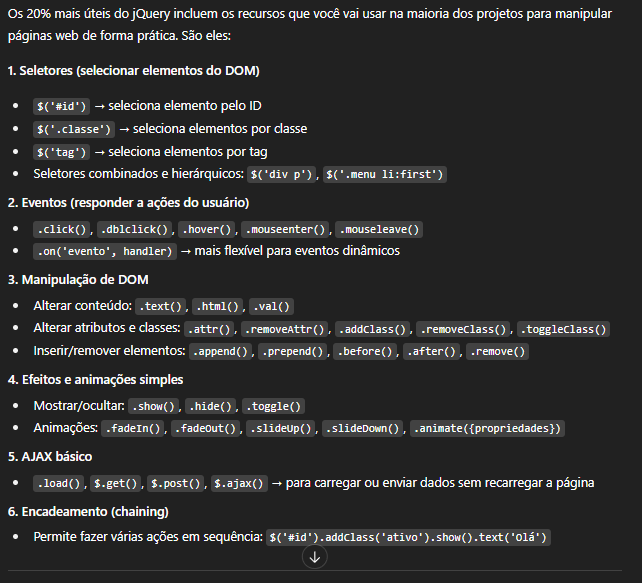 Os 20% mais úteis do jQuery incluem os recursos que você vai usar na maioria dos projetos para manipular
páginas web de forma prática. São eles:
1. Seletores (selecionar elementos do DOM)
• $('#id') → seleciona elemento pelo ID
• $('.classe') → seleciona elementos por classe
• $('tag') → seleciona elementos por tag
• Seletores combinados e hierárquicos: $('div p'), $('.menu li:first')
2. Eventos (responder a ações do usuário)
• .click(), .dblclick(), .hover(), .mouseenter(), .mouseleave()
• .on('evento', handler) → mais flexível para eventos dinâmicos
3. Manipulação de DOM
• Alterar conteúdo: .text(), .html(), .val()
• Alterar atributos e classes: .attr(), .removeAttr(), .addClass(), .removeClass(), .toggleClass()
• Inserir/remover elementos: .append(), .prepend(), .before(), .after(), .remove()
4. Efeitos e animações simples
• Mostrar/ocultar: .show(), .hide(), .toggle()
• Animações: .fadeIn(), .fadeOut(), .slideUp(), .slideDown(), .animate({propriedades})
5. AJAX básico
• .load(), $.get(), $.post(), $.ajax() → para carregar ou enviar dados sem recarregar a página
6. Encadeamento (chaining)
• Permite fazer várias ações em sequência: $('#id').addClass('ativo').show().text('Olá')